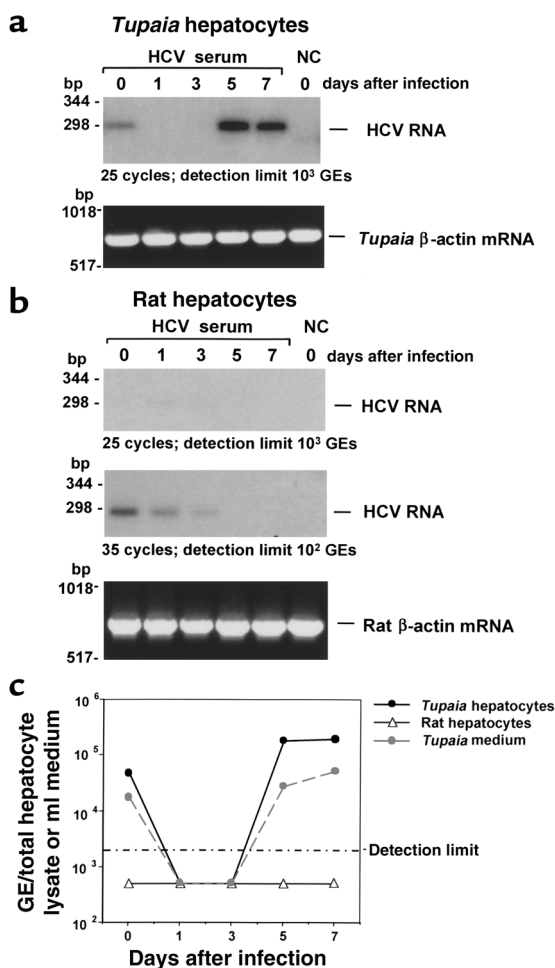 a
Tupaia hepatocytes
HCV serum NC
bp 0 1 3 5 7 0 days after infection
344 -
298 - — HCV RNA
25 cycles; detection limit 10³ GEs
bp
1018-
— Tupaia β-actin mRNA
517-
b
Rat hepatocytes
HCV serum NC
0 1 3 5 7 0 days after infection
bp
344 -
298 - — HCV RNA
25 cycles; detection limit 10³ GEs
bp
344 -
298 - — HCV RNA
35 cycles; detection limit 10² GEs
bp
1018-
— Rat β-actin mRNA
517-
c
GE/total hepatocyte
lysate or ml medium
10⁶
10⁵
10⁴
10³
10²
Tupaia hepatocytes
Rat hepatocytes
Tupaia medium
Detection limit
0 1 3 5 7
Days after infection